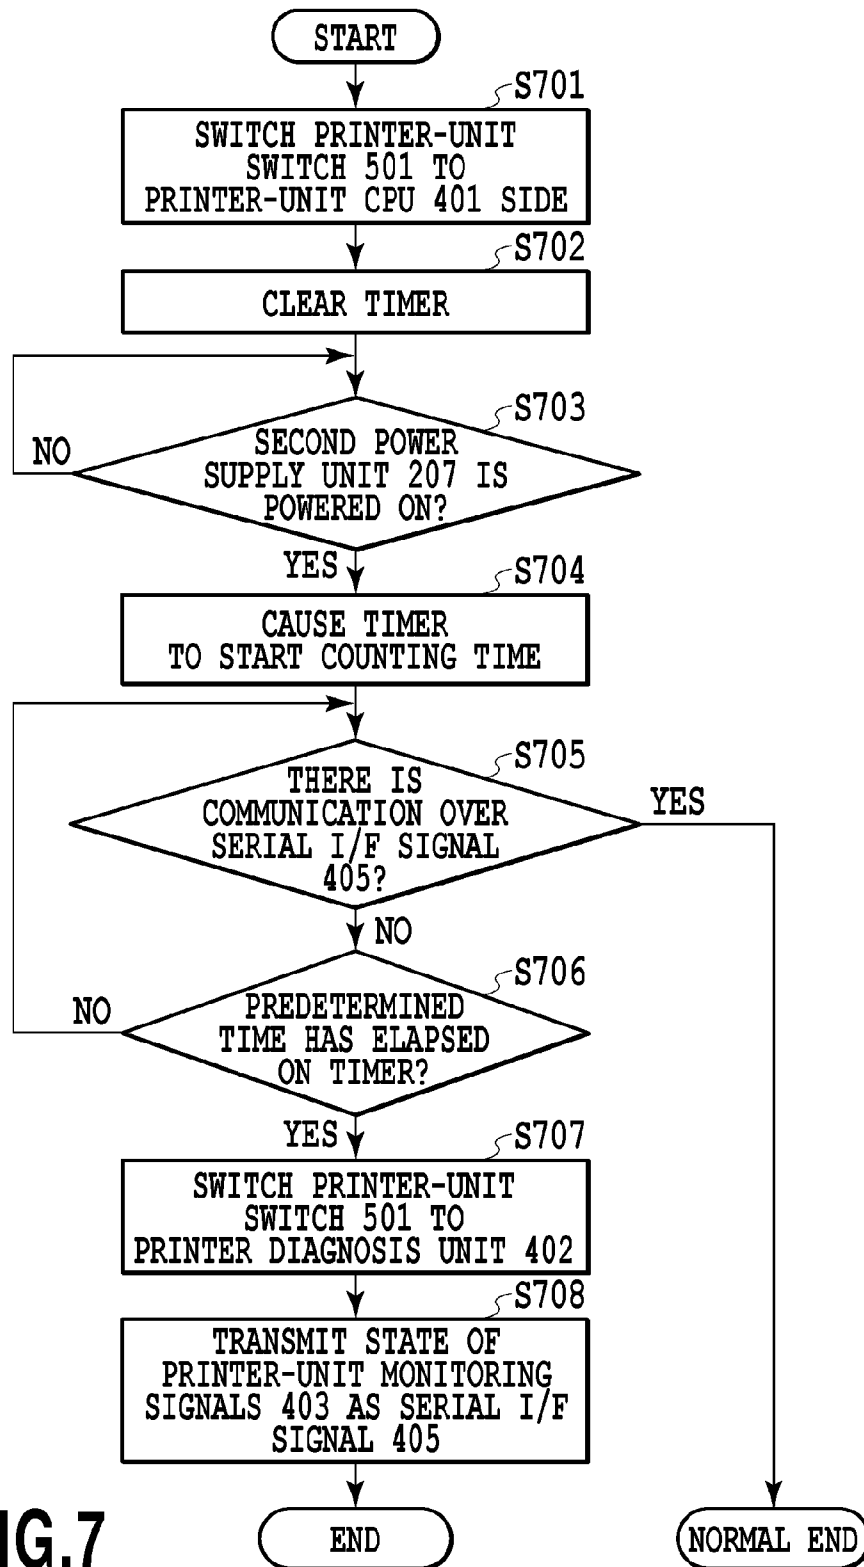 START
S701
SWITCH PRINTER-UNIT
SWITCH 501 TO
PRINTER-UNIT CPU 401 SIDE
S702
CLEAR TIMER
S703
SECOND POWER
SUPPLY UNIT 207 IS
POWERED ON?
NO
YES
S704
CAUSE TIMER
TO START COUNTING TIME
S705
THERE IS
COMMUNICATION OVER
SERIAL I/F SIGNAL
405?
YES
NO
S706
PREDETERMINED
TIME HAS ELAPSED
ON TIMER?
NO
YES
S707
SWITCH PRINTER-UNIT
SWITCH 501 TO
PRINTER DIAGNOSIS UNIT 402
S708
TRANSMIT STATE OF
PRINTER-UNIT MONITORING
SIGNALS 403 AS SERIAL I/F
SIGNAL 405
END
NORMAL END
IG.7